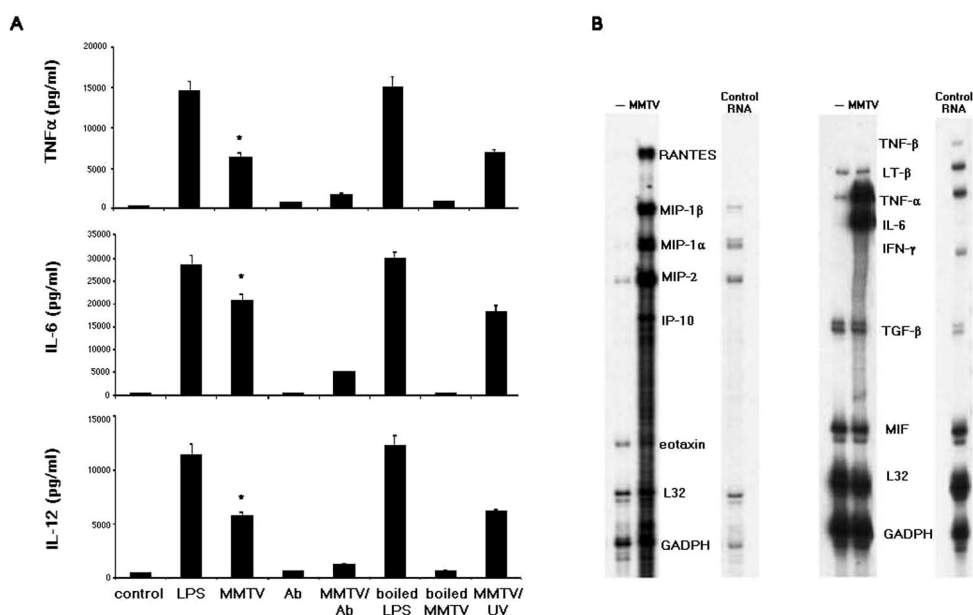 A
TNFα (pg/ml)
20000
15000
10000
5000
0
*
IL-6 (pg/ml)
35000
30000
25000
20000
15000
10000
5000
0
*
IL-12 (pg/ml)
15000
10000
5000
0
*
control LPS MMTV Ab MMTV/ boiled boiled MMTV/
Ab LPS MMTV UV
B
– MMTV
Control
RNA
RANTES
MIP-1β
MIP-1α
MIP-2
IP-10
eotaxin
L32
GADPH
– MMTV
Control
RNA
TNF-β
LT-β
TNF-α
IL-6
IFN-γ
TGF-β
MIF
L32
GADPH